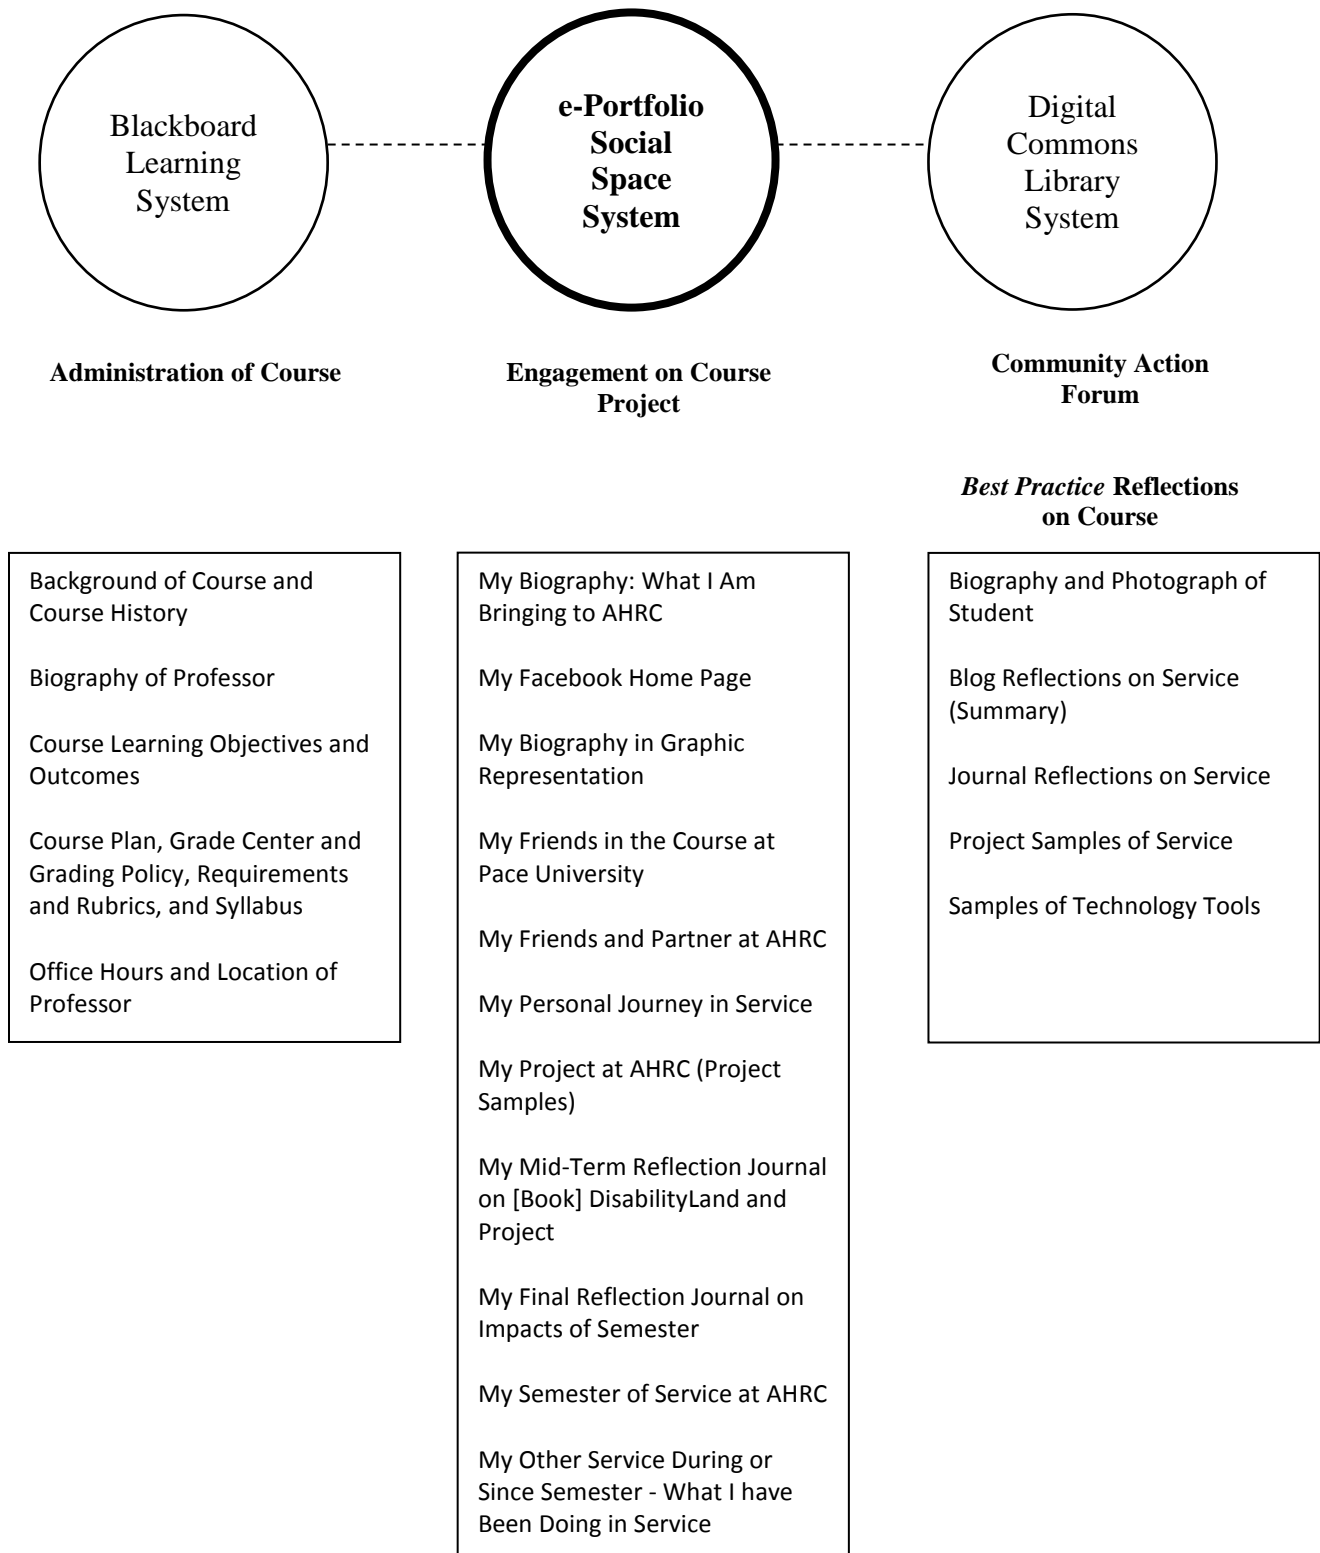 Blackboard
Learning
System
e-Portfolio
Social
Space
System
Digital
Commons
Library
System
Administration of Course
Engagement on Course
Project
Community Action
Forum
Best Practice Reflections
on Course
Background of Course and
Course History
Biography of Professor
Course Learning Objectives and
Outcomes
Course Plan, Grade Center and
Grading Policy, Requirements
and Rubrics, and Syllabus
Office Hours and Location of
Professor
My Biography: What I Am
Bringing to AHRC
My Facebook Home Page
My Biography in Graphic
Representation
My Friends in the Course at
Pace University
My Friends and Partner at AHRC
My Personal Journey in Service
My Project at AHRC (Project
Samples)
My Mid-Term Reflection Journal
on [Book] DisabilityLand and
Project
My Final Reflection Journal on
Impacts of Semester
My Semester of Service at AHRC
My Other Service During or
Since Semester - What I have
Been Doing in Service
Biography and Photograph of
Student
Blog Reflections on Service
(Summary)
Journal Reflections on Service
Project Samples of Service
Samples of Technology Tools